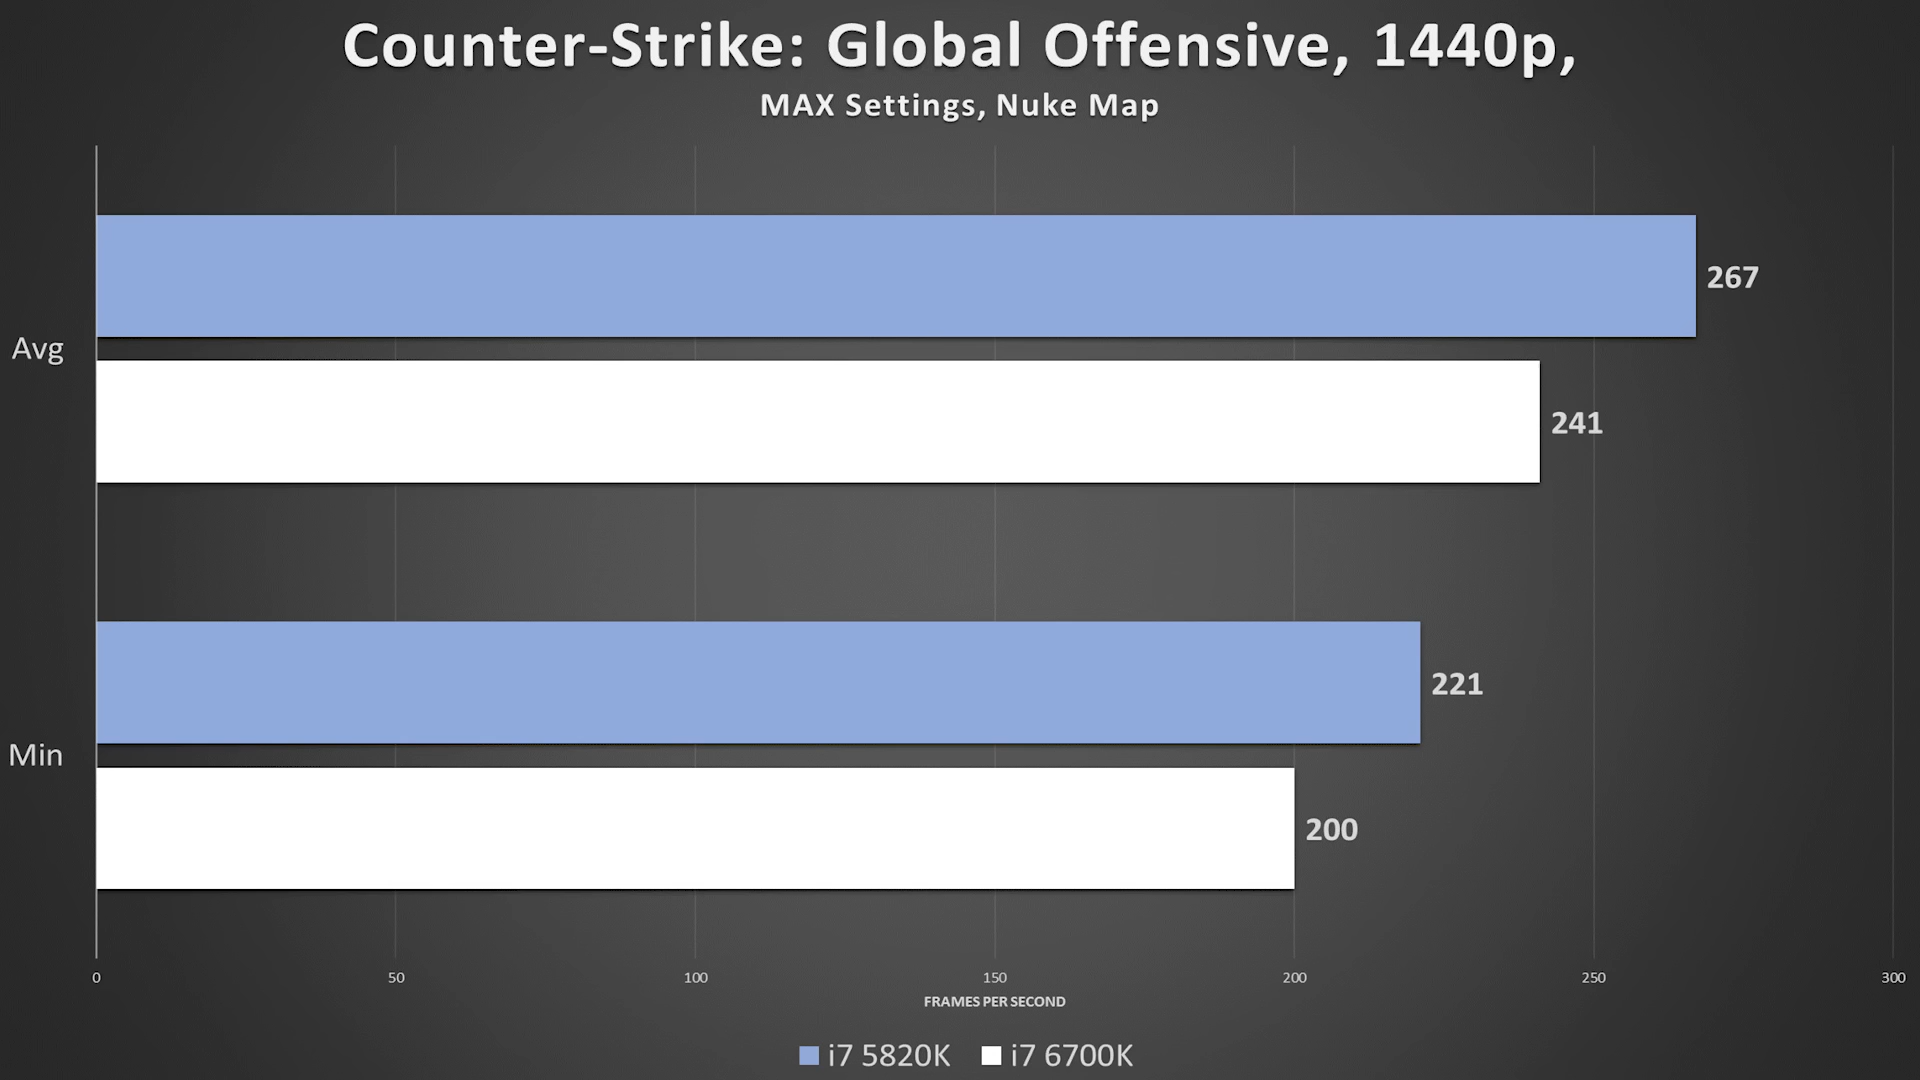 Counter-Strike: Global Offensive, 1440p,
MAX Settings, Nuke Map
267
Avg
241
221
Min
200
0 50 100 150 200 250 300
FRAMES PER SECOND
i7 5820K i7 6700K